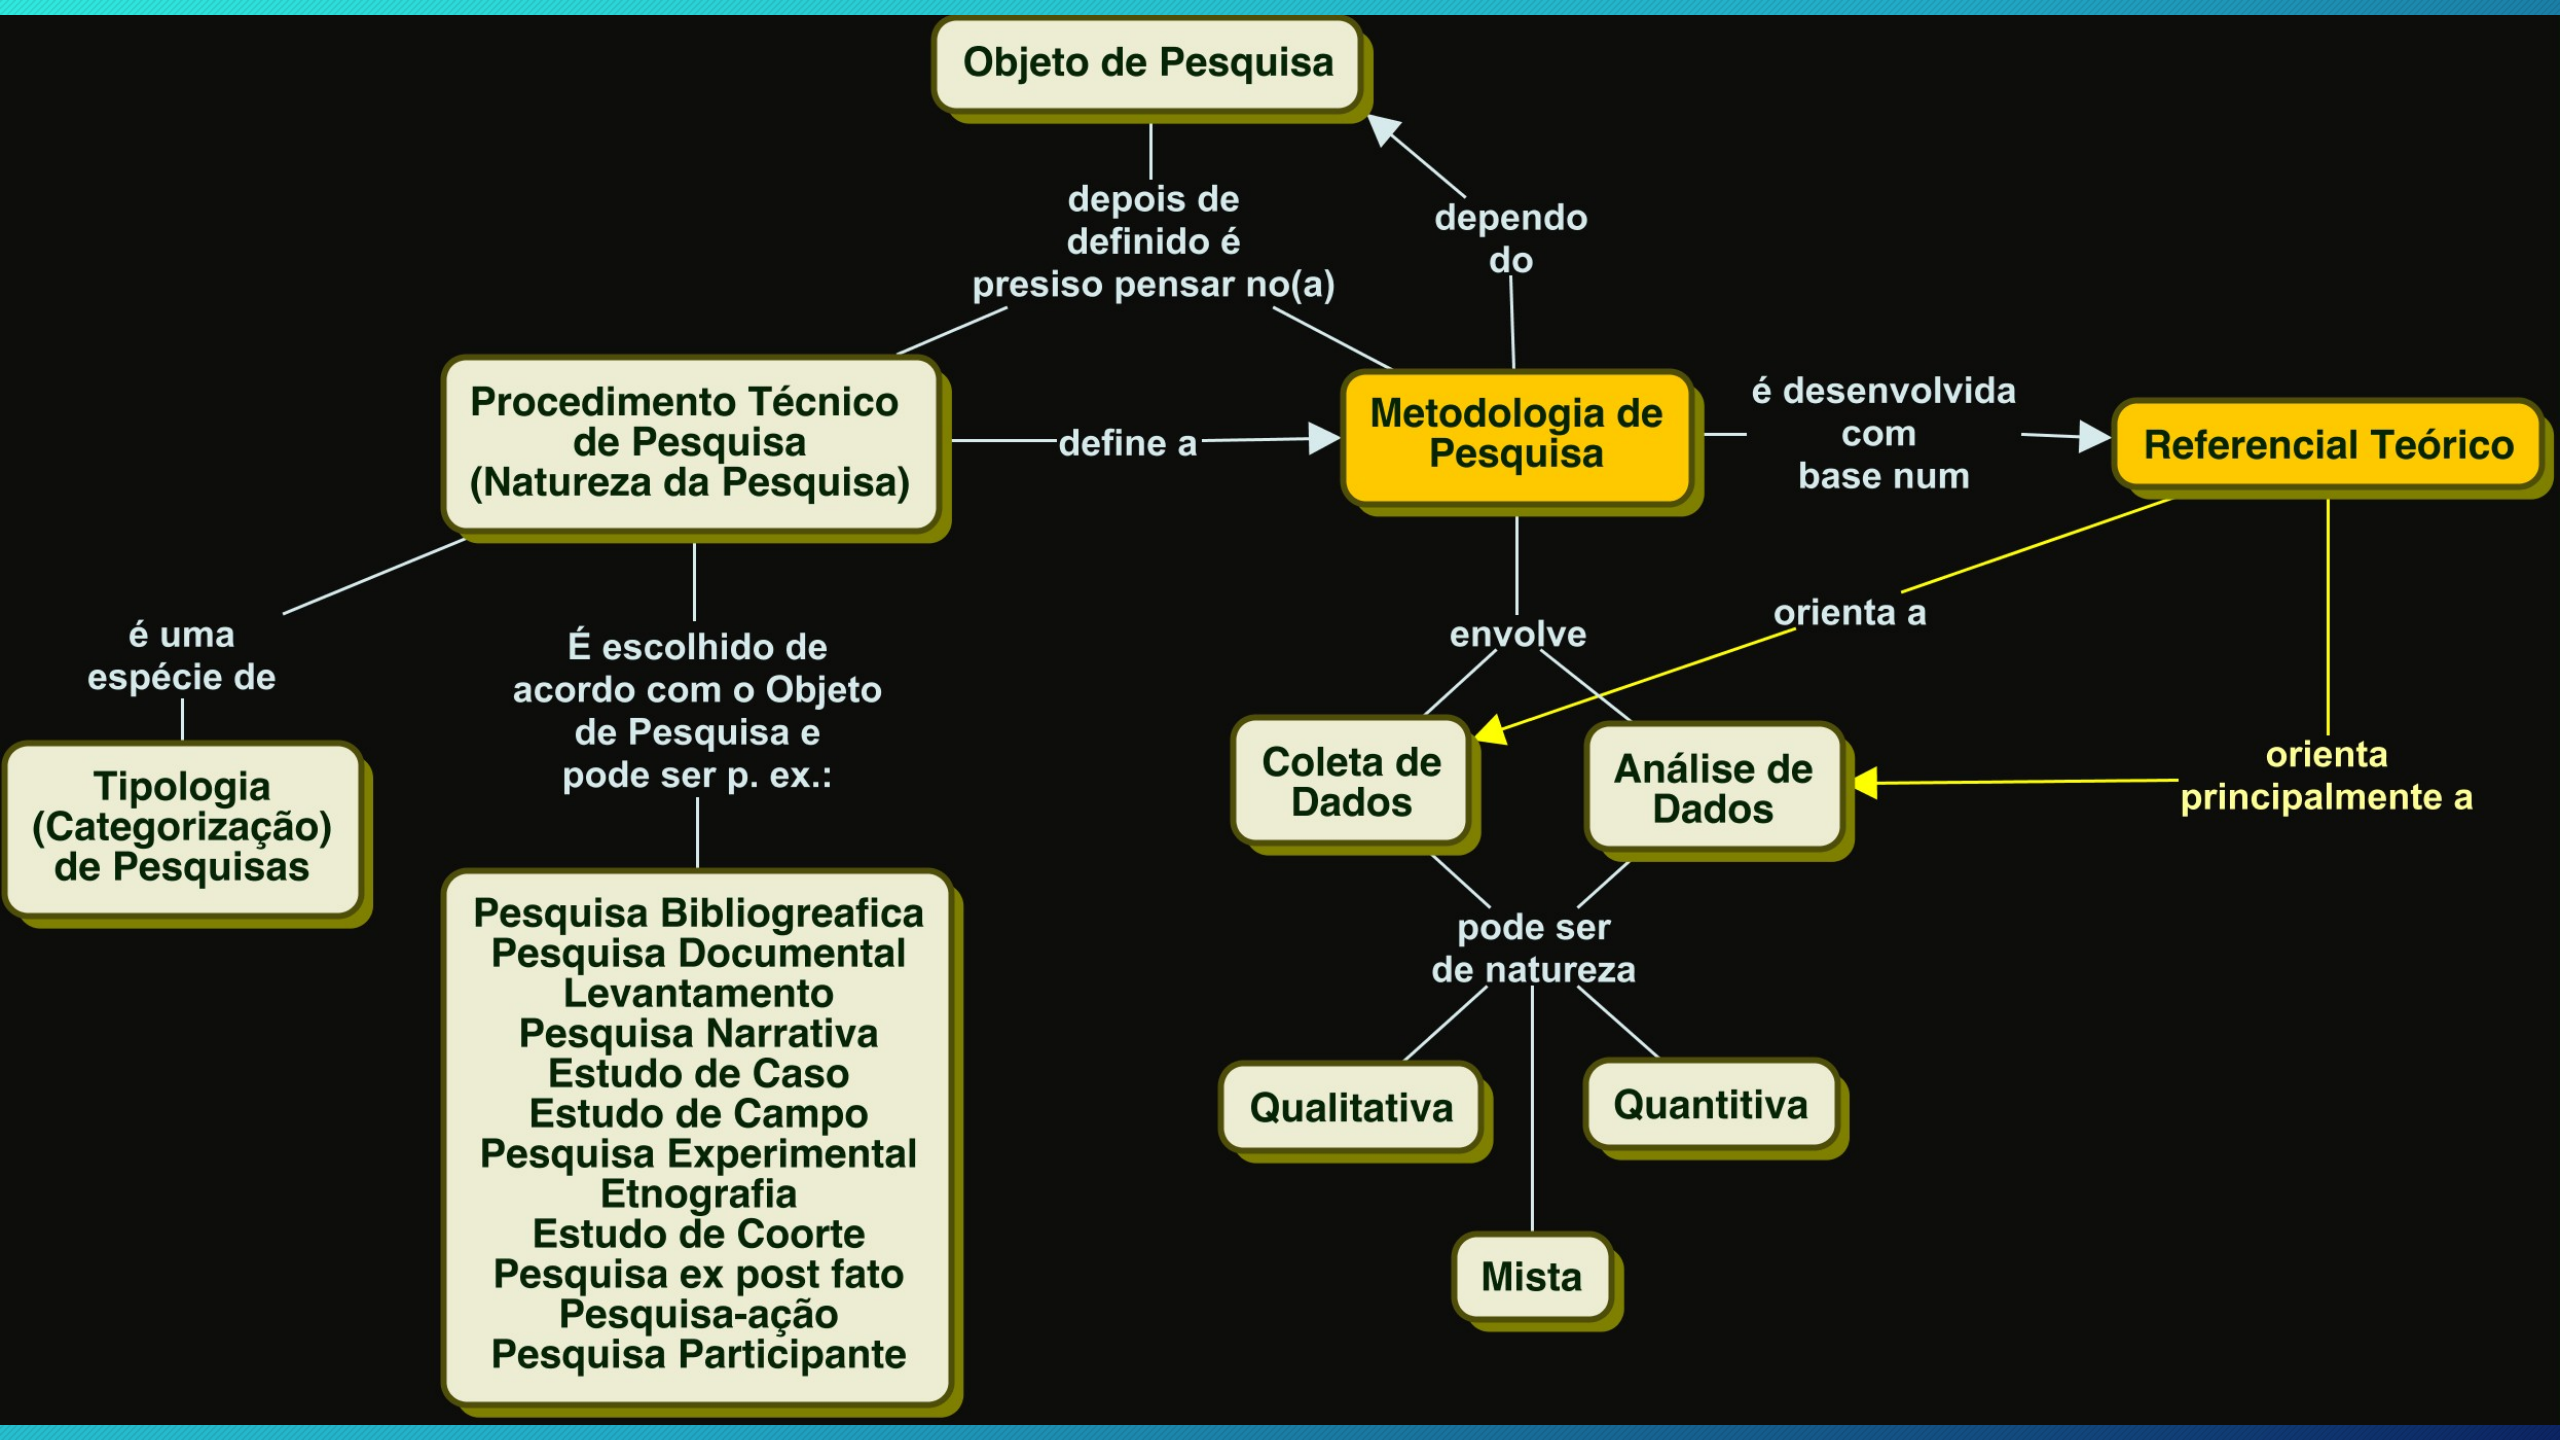 Objeto de Pesquisa
depois de
definido é
presiso pensar no(a)
dependo
do
Procedimento Técnico
de Pesquisa
(Natureza da Pesquisa)
define a
Metodologia de
Pesquisa
é desenvolvida
com
base num
Referencial Teórico
é uma
espécie de
É escolhido de
acordo com o Objeto
de Pesquisa e
pode ser p. ex.:
envolve
orienta a
orienta
principalmente a
Tipologia
(Categorização)
de Pesquisas
Coleta de
Dados
Análise de
Dados
Pesquisa Bibliogreafica
Pesquisa Documental
Levantamento
Pesquisa Narrativa
Estudo de Caso
Estudo de Campo
Pesquisa Experimental
Etnografia
Estudo de Coorte
Pesquisa ex post fato
Pesquisa-ação
Pesquisa Participante
pode ser
de natureza
Qualitativa
Quantitiva
Mista